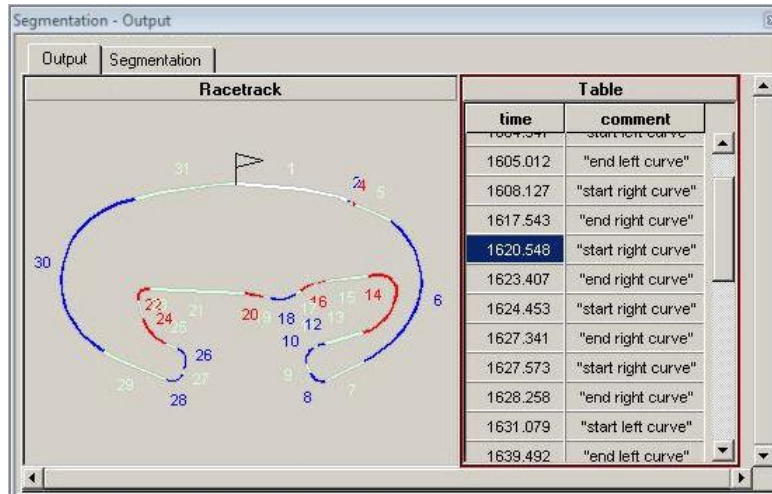 Segmentation - Output
Output Segmentation
Racetrack
31 1 2 4 5
30
6
23 21 20 18 16 15 14
24 12 13
25
10
26
9
27 7
29
28 8
Table
time comment
1605.012 "end left curve"
1608.127 "start right curve"
1617.543 "end right curve"
1620.548 "start right curve"
1623.407 "end right curve"
1624.453 "start right curve"
1627.341 "end right curve"
1627.573 "start right curve"
1628.258 "end right curve"
1631.079 "start left curve"
1639.492 "end left curve"